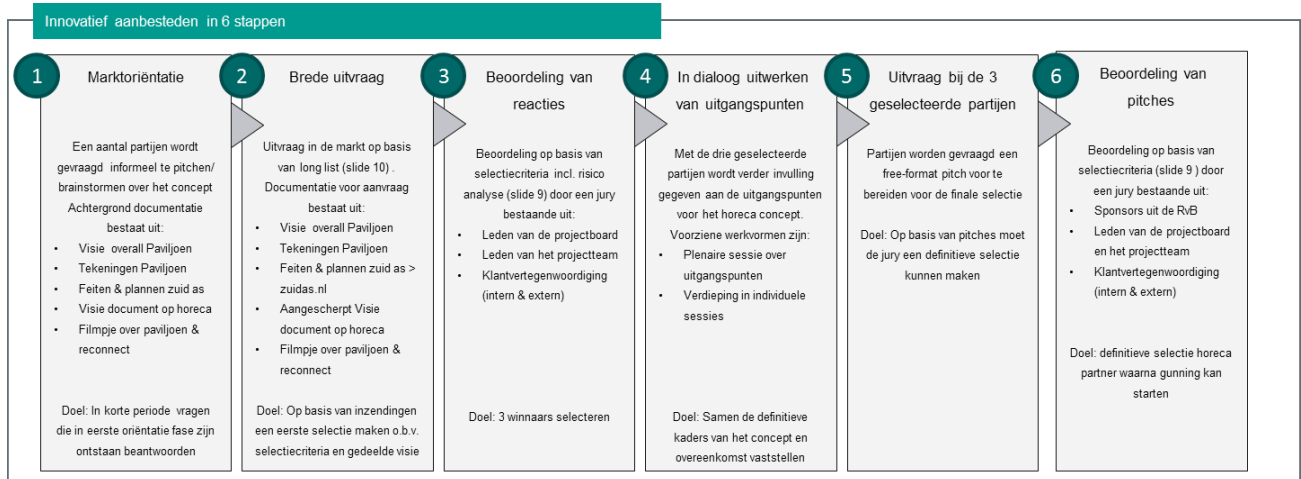 Innovatief aanbesteden in 6 stappen
1
Marktoriëntatie
Een aantal partijen wordt
gevraagd informeel te pitchen/
brainstormen over het concept
Achtergrond documentatie
bestaat uit:
• Visie overall Paviljoen
• Tekeningen Paviljoen
• Feiten & plannen zuid as
• Visie document op horeca
• Filmpje over paviljoen &
reconnect
Doel: In korte periode vragen
die in eerste oriëntatie fase zijn
ontstaan beantwoorden
2
Brede uitvraag
Uitvraag in de markt op basis
van long list (slide 10) .
Documentatie voor aanvraag
bestaat uit:
• Visie overall Paviljoen
• Tekeningen Paviljoen
• Feiten & plannen zuid as >
zuidas.nl
• Aangescherpt Visie
document op horeca
• Filmpje over paviljoen &
reconnect
Doel: Op basis van inzendingen
een eerste selectie maken o.b.v.
selectiecriteria en gedeelde visie
3
Beoordeling van
reacties
Beoordeling op basis van
selectiecriteria incl. risico
analyse (slide 9) door een jury
bestaande uit:
• Leden van de projectboard
• Leden van het projectteam
• Klantvertegenwoordiging
(intern & extern)
Doel: 3 winnaars selecteren
4
In dialoog uitwerken
van uitgangspunten
Met de drie geselecteerde
partijen wordt verder invulling
gegeven aan de uitgangspunten
voor het horeca concept.
Voorziene werkvormen zijn:
• Plenaire sessie over
uitgangspunten
• Verdieping in individuele
sessies
Doel: Samen de definitieve
kaders van het concept en
overeenkomst vaststellen
5
Uitvraag bij de 3
geselecteerde partijen
Partijen worden gevraagd een
free-format pitch voor te
bereiden voor de finale selectie
Doel: Op basis van pitches moet
de jury een definitieve selectie
kunnen maken
6
Beoordeling van
pitches
Beoordeling op basis van
selectiecriteria (slide 9 ) door
een jury bestaande uit:
• Sponsors uit de RvB
• Leden van de projectboard
en het projectteam
• Klantvertegenwoordiging
(intern & extern)
Doel: definitieve selectie horeca
partner waarna gunning kan
starten